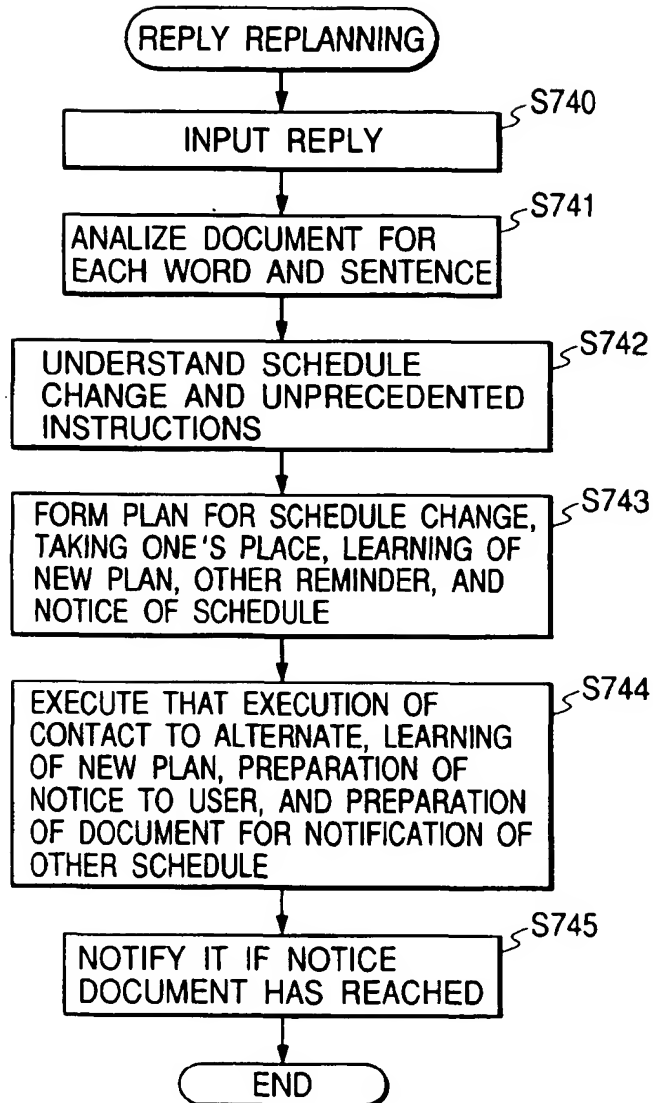 REPLY REPLANNING
S740
INPUT REPLY
S741
ANALIZE DOCUMENT FOR
EACH WORD AND SENTENCE
S742
UNDERSTAND SCHEDULE
CHANGE AND UNPRECEDENTED
INSTRUCTIONS
S743
FORM PLAN FOR SCHEDULE CHANGE,
TAKING ONE'S PLACE, LEARNING OF
NEW PLAN, OTHER REMINDER, AND
NOTICE OF SCHEDULE
S744
EXECUTE THAT EXECUTION OF
CONTACT TO ALTERNATE, LEARNING
OF NEW PLAN, PREPARATION OF
NOTICE TO USER, AND PREPARATION
OF DOCUMENT FOR NOTIFICATION OF
OTHER SCHEDULE
S745
NOTIFY IT IF NOTICE
DOCUMENT HAS REACHED
END